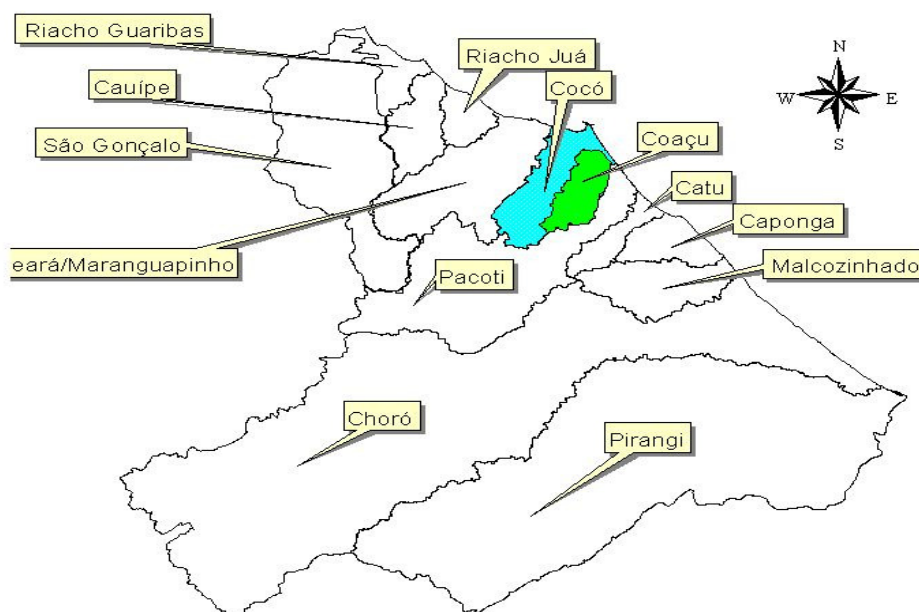 Riacho Guaribas
Riacho Juá
Cauípe
Cocó
São Gonçalo
Coaçu
Catu
Caponga
eará/Maranguapinho
Malcozinhado
Pacoti
Choró
Pirangi
N
W
E
S